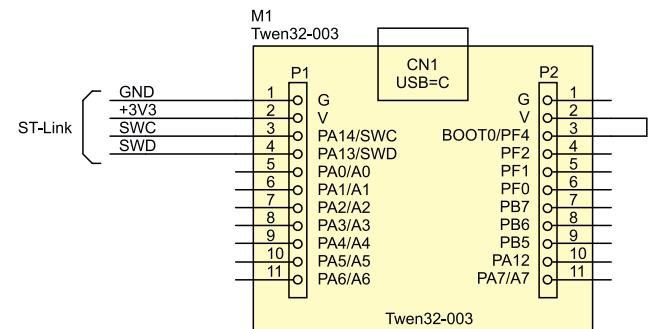 M1
Twen32-003
CN1
USB=C
P1
P2
ST-Link
GND 1 G
+3V3 2 V
SWC 3 PA14/SWC
SWD 4 PA13/SWD
5 PA0/A0
6 PA1/A1
7 PA2/A2
8 PA3/A3
9 PA4/A4
10 PA5/A5
11 PA6/A6
G 1
V 2
BOOT0/PF4 3
PF2 4
PF1 5
PF0 6
PB7 7
PB6 8
PB5 9
PA12 10
PA7/A7 11
Twen32-003